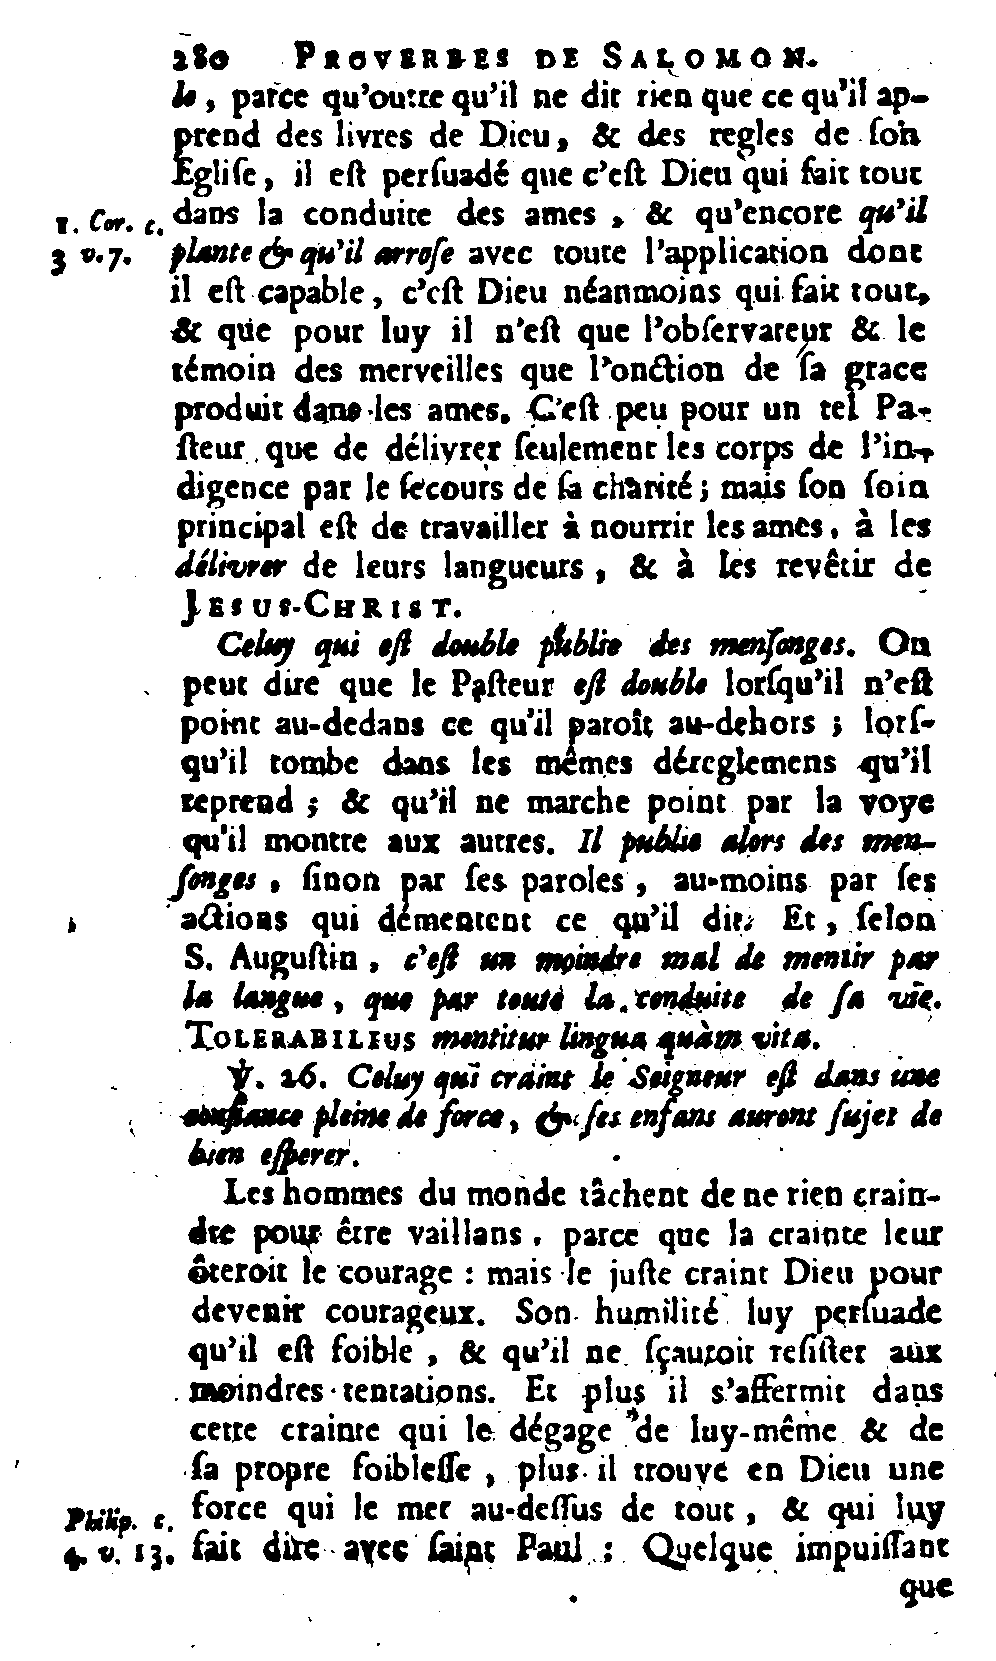 280 PROVERBES DE SALOMON.
le, parce qu'outre qu'il ne dit rien que ce qu'il ap-
prend des livres de Dieu, & des regles de ſon
Egliſe, il eſt perſuadé que c'eſt Dieu qui fait tout
dans la conduite des ames, & qu'encore qu'il
1. Cor. c.
3 v. 7.
plante & qu'il arroſe avec toute l'application dont
il eſt capable, c'eſt Dieu néanmoins qui fait tout,
& que pour luy il n'eſt que l'obſervateur & le
témoin des merveilles que l'onction de ſa grace
produit dans les ames. C'eſt peu pour un tel Pa-
ſteur que de délivrer ſeulement les corps de l'in-
digence par le ſecours de ſa charité; mais ſon ſoin
principal eſt de travailler à nourrir les ames, à les
délivrer de leurs langueurs, & à les revêtir de
JESUS-CHRIST.
Celuy qui eſt double publie des menſonges. On
peut dire que le Paſteur eſt double lorſqu'il n'eſt
point au-dedans ce qu'il paroît au-dehors; lorſ-
qu'il tombe dans les mêmes déreglemens qu'il
reprend; & qu'il ne marche point par la voye
qu'il montre aux autres. Il publie alors des men-
ſonges, ſinon par ſes paroles, au-moins par ſes
actions qui démentent ce qu'il dit. Et, ſelon
S. Auguſtin, c'eſt un moindre mal de mentir par
la langue, que par toute la conduite de ſa vie.
TOLERABILIUS mentitur lingua quàm vita.
℣. 26. Celuy qui craint le Seigneur eſt dans une
confiance pleine de force, & ſes enfans auront ſujet de
bien eſperer.
Les hommes du monde tâchent de ne rien crain-
dre pour être vaillans, parce que la crainte leur
ôteroit le courage : mais le juſte craint Dieu pour
devenir courageux. Son humilité luy perſuade
qu'il eſt foible, & qu'il ne ſçauroit reſiſter aux
moindres tentations. Et plus il s'affermit dans
cette crainte qui le dégage de luy-même & de
ſa propre foibleſſe, plus il trouve en Dieu une
force qui le met au-deſſus de tout, & qui luy
Philip. c.
4. v. 13.
fait dire avec ſaint Paul : Quelque impuiſſant
que